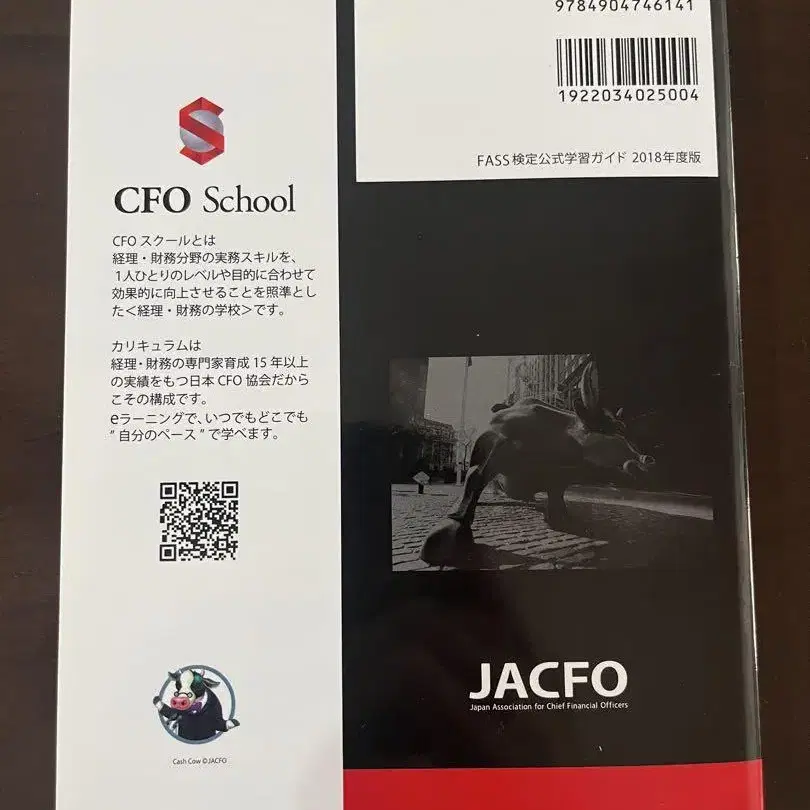 CFO School
CFO スクールとは
経理・財務分野の実務スキルを、
1人ひとりのレベルや目的に合わせて
効果的に向上させることを照準とし
た＜経理・財務の学校＞です。
カリキュラムは
経理・財務の専門家育成 15 年以上
の実績をもつ日本 CFO 協会だから
こその構成です。
eラーニングで、いつでもどこでも
“ 自分のペース ” で学べます。
Cash Cow ©JACFO
9784904746141
1922034025004
FASS 検定公式学習ガイド 2018年度版
JACFO
Japan Association for Chief Financial Officers